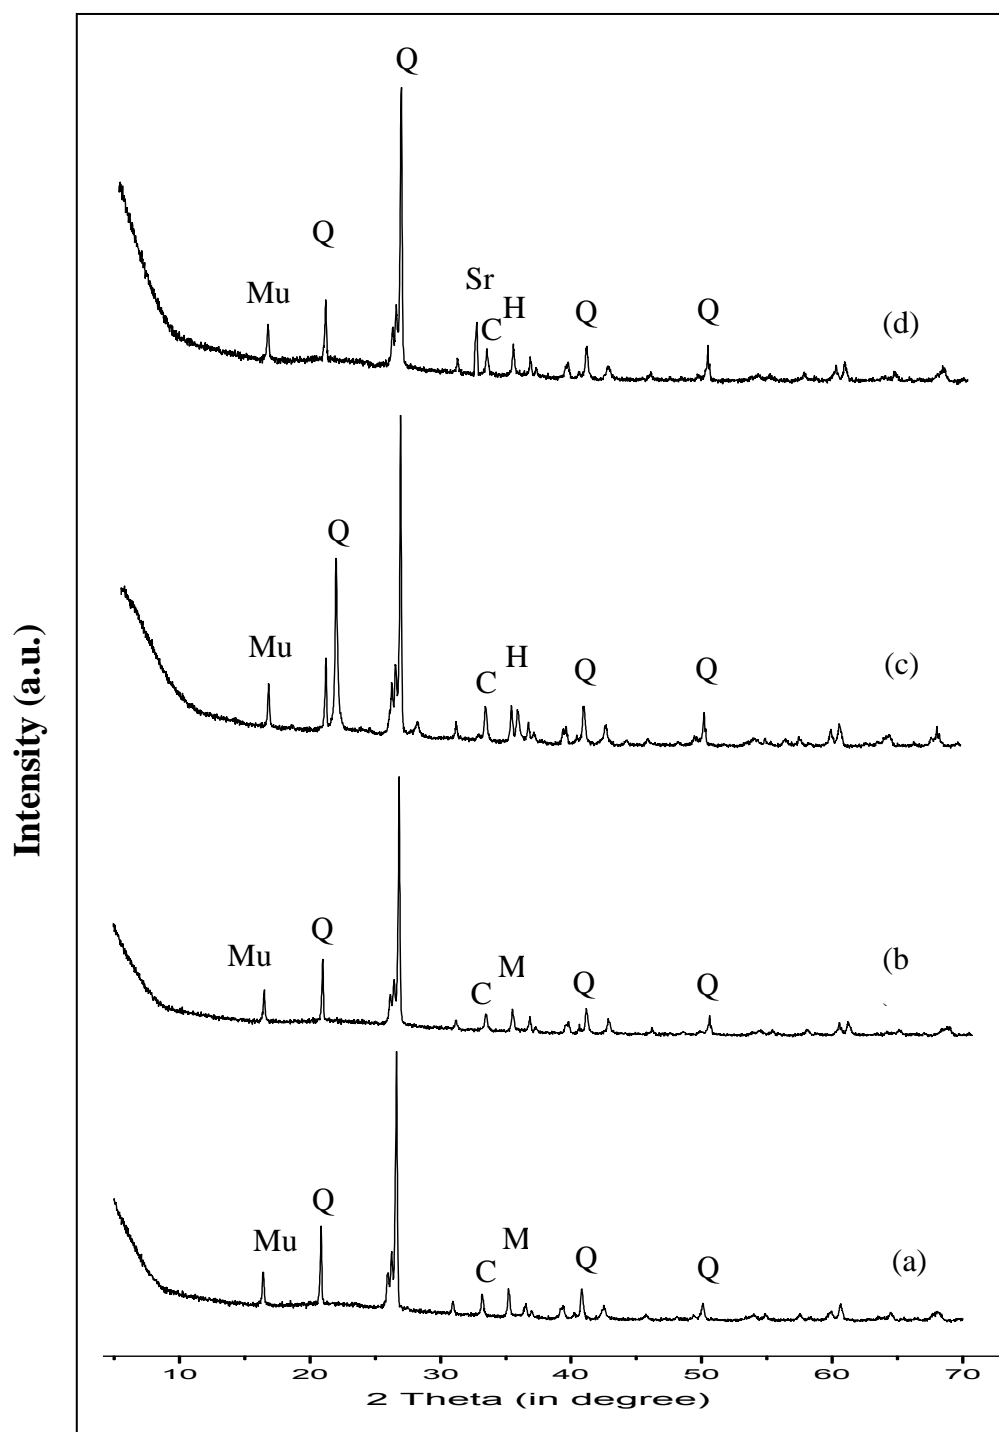 Q
Q
Mu
Sr
C
H
Q
Q
(d)
Q
Mu
C
H
Q
Q
(c)
Mu
Q
C
M
Q
Q
(b
Mu
Q
C
M
Q
Q
(a)
Intensity (a.u.)
10 20 30 40 50 60 70
2 Theta (in degree)